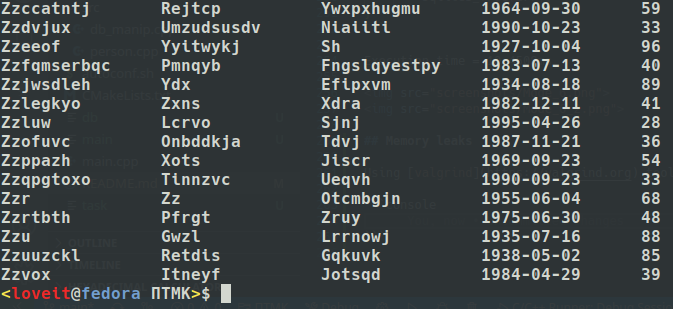 Zzccatntj Rejtcp Ywxpxhugmu 1964-09-30 59
Zzdvjux Umzudsusdv Niaiiti 1990-10-23 33
Zzeeof Yyitwykj Sh 1927-10-04 96
Zzfqmserbqc Pmnqyb Fngslqyestpy 1983-07-13 40
Zzjwsdleh Ydx Efipxvm 1934-08-18 89
Zzlegkyo Zxns Xdra 1982-12-11 41
Zzluw Lcrvo Sjnj 1995-04-26 28
Zzofuvc Onbddkja Tdvj 1987-11-21 36
Zzppazh Xots Jiscr 1969-09-23 54
Zzqpgtoxo Tinnzvc Ueqvh 1990-09-23 33
Zzr Zz Otcmbgjn 1955-06-04 68
Zzrtbth Pfrgt Zruy 1975-06-30 48
Zzu Gwzl Lrrnowj 1935-07-16 88
Zzuuzckl Retdis Gqkuvk 1938-05-02 85
Zzvox Itneyf Jotsqd 1984-04-29 39
<loveit@fedora ПТМК>$